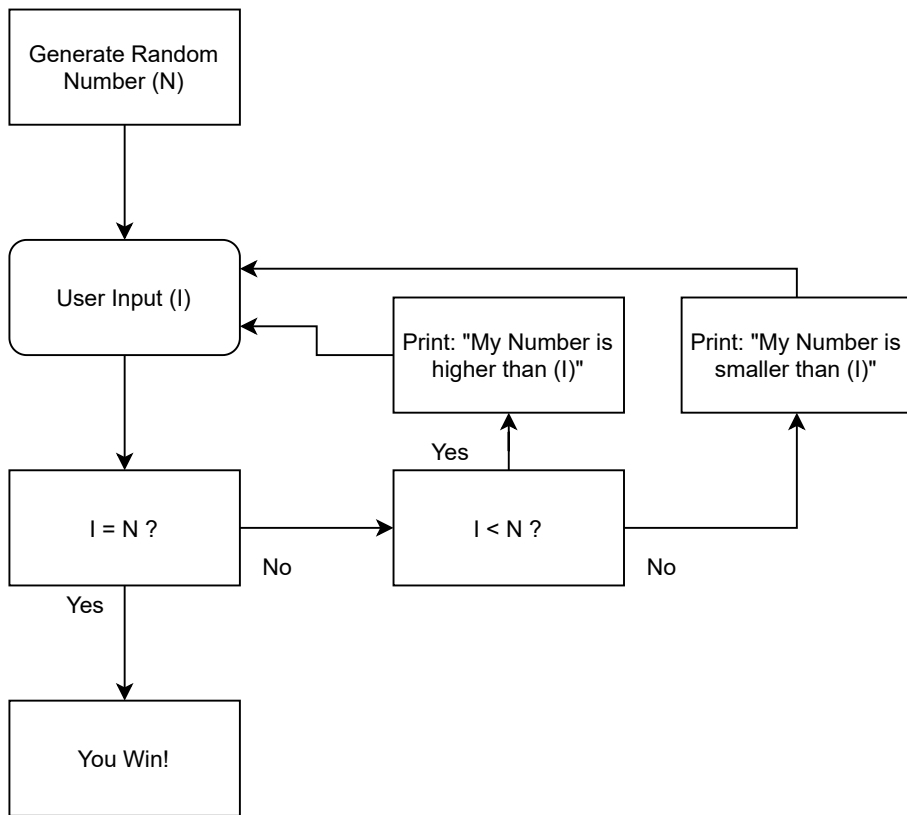 Generate Random
Number (N)
User Input (I)
Print: "My Number is
higher than (I)"
Print: "My Number is
smaller than (I)"
Yes
I = N ?
I < N ?
No
No
Yes
You Win!